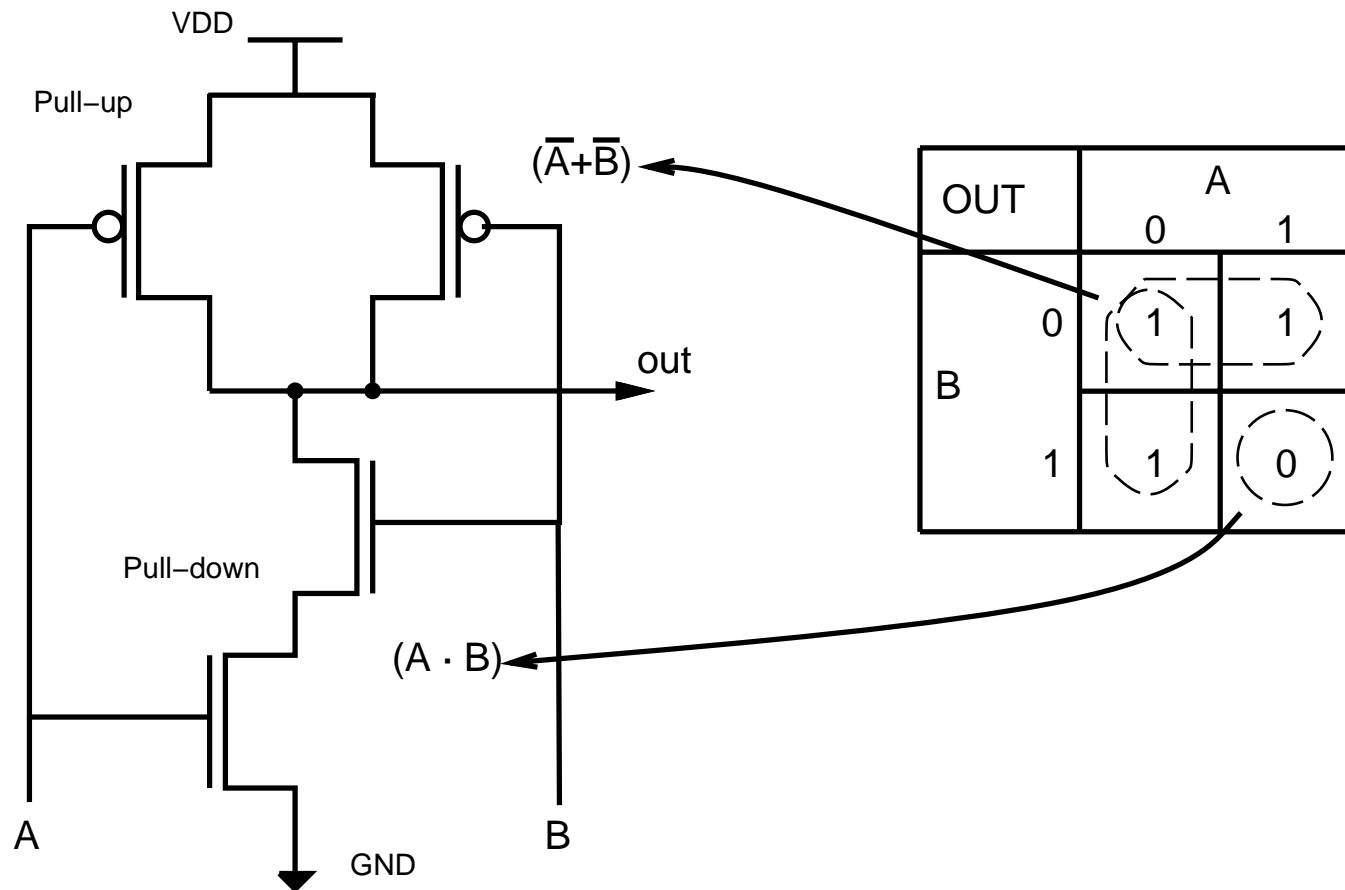 VDD
Pull–up
(A̅+B̅)
OUT
A
0 1
0 1 1
out
B
1 1 0
Pull–down
(A · B)
A
B
GND